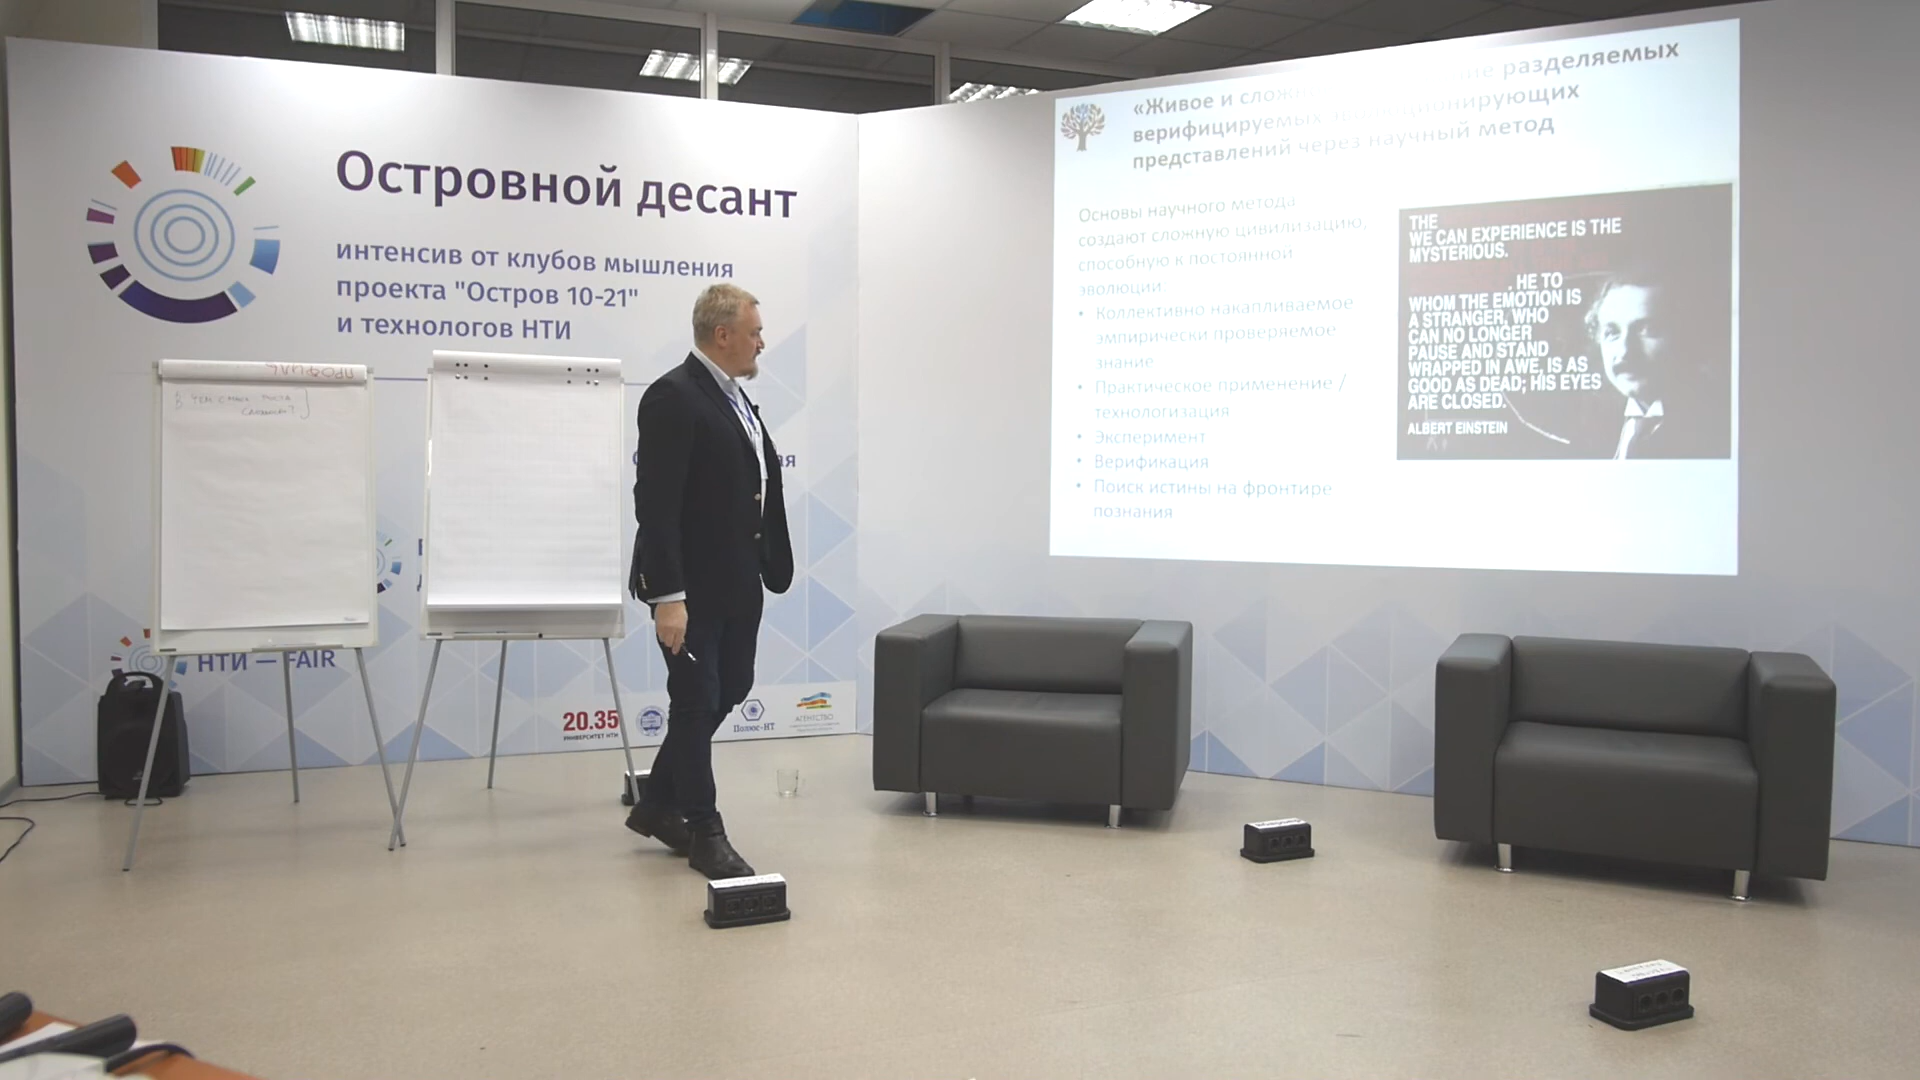 Островной десант
интенсив от клубов мышления
проекта "Остров 10-21"
и технологов НТИ
ПРОФИЛЬ
ая
НТИ — FAIR
20.35
УНИВЕРСИТЕТ НТИ
Полюс-НТ
АГЕНТСТВО
«Живое и разделяемых
верифицируемых
представлений через научный метод
Основы научного метода
создают сложную цивилизацию,
способную к постоянной
эволюции
• Коллективно накапливаемое
эмпирически проверяемое
знание
• Практическое применение /
технологизация
• Эксперимент
• Верификация
• Поиск истины на фронтире
познания
THE
WE CAN EXPERIENCE IS THE
MYSTERIOUS.
. HE TO
WHOM THE EMOTION IS
A STRANGER, WHO
CAN NO LONGER
PAUSE AND STAND
WRAPPED IN AWE, IS AS
GOOD AS DEAD; HIS EYES
ARE CLOSED.
ALBERT EINSTEIN